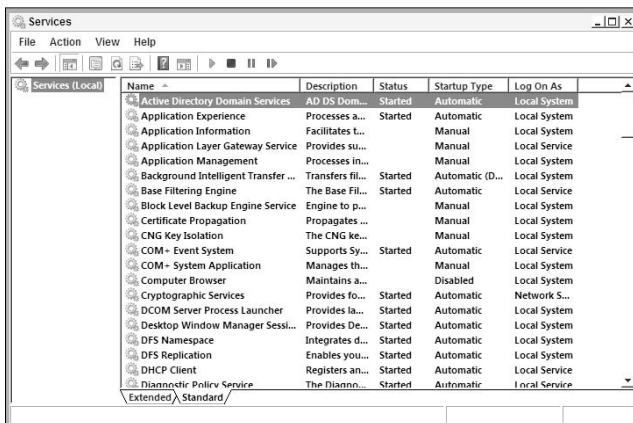 Services
File Action View Help
Services (Local)
Name Description Status Startup Type Log On As
Active Directory Domain Services AD DS Dom... Started Automatic Local System
Application Experience Processes a... Started Automatic Local System
Application Information Facilitates t... Manual Local System
Application Layer Gateway Service Provides su... Manual Local Service
Application Management Processes in... Manual Local System
Background Intelligent Transfer ... Transfers fil... Started Automatic (D... Local System
Base Filtering Engine The Base Fil... Started Automatic Local Service
Block Level Backup Engine Service Engine to p... Manual Local System
Certificate Propagation Propagates ... Manual Local System
CNG Key Isolation The CNG ke... Manual Local System
COM+ Event System Supports Sy... Started Automatic Local Service
COM+ System Application Manages th... Manual Local System
Computer Browser Maintains a... Disabled Local System
Cryptographic Services Provides fo... Started Automatic Network S...
DCOM Server Process Launcher Provides la... Started Automatic Local System
Desktop Window Manager Sessi... Provides De... Started Automatic Local System
DFS Namespace Integrates d... Started Automatic Local System
DFS Replication Enables you... Started Automatic Local System
DHCP Client Registers an... Started Automatic Local Service
Diagnostic Policy Service The Diagno... Started Automatic Local Service
Extended Standard